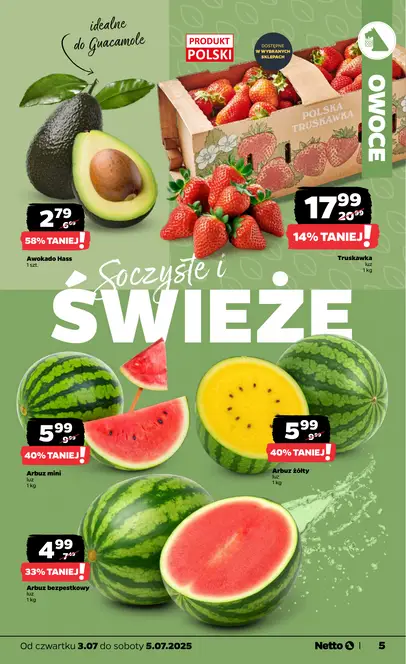 idealne
do Guacamole
PRODUKT
POLSKI
DOSTĘPNE
W WYBRANYCH
SKLEPACH
OWOCE
POLSKA
TRUSKAWKA
2.79
6.69
58% TANIEJ!
Awokado Hass
1 szt.
17.99
20.99
14% TANIEJ!
Truskawka
luz
1 kg
Soczyste i
ŚWIEŻE
5.99
9.99
40% TANIEJ!
Arbuz mini
luz
1 kg
5.99
9.99
40% TANIEJ!
Arbuz żółty
luz
1 kg
4.99
7.49
33% TANIEJ!
Arbuz bezpestkowy
luz
1 kg
Od czwartku 3.07 do soboty 5.07.2025
Netto
5